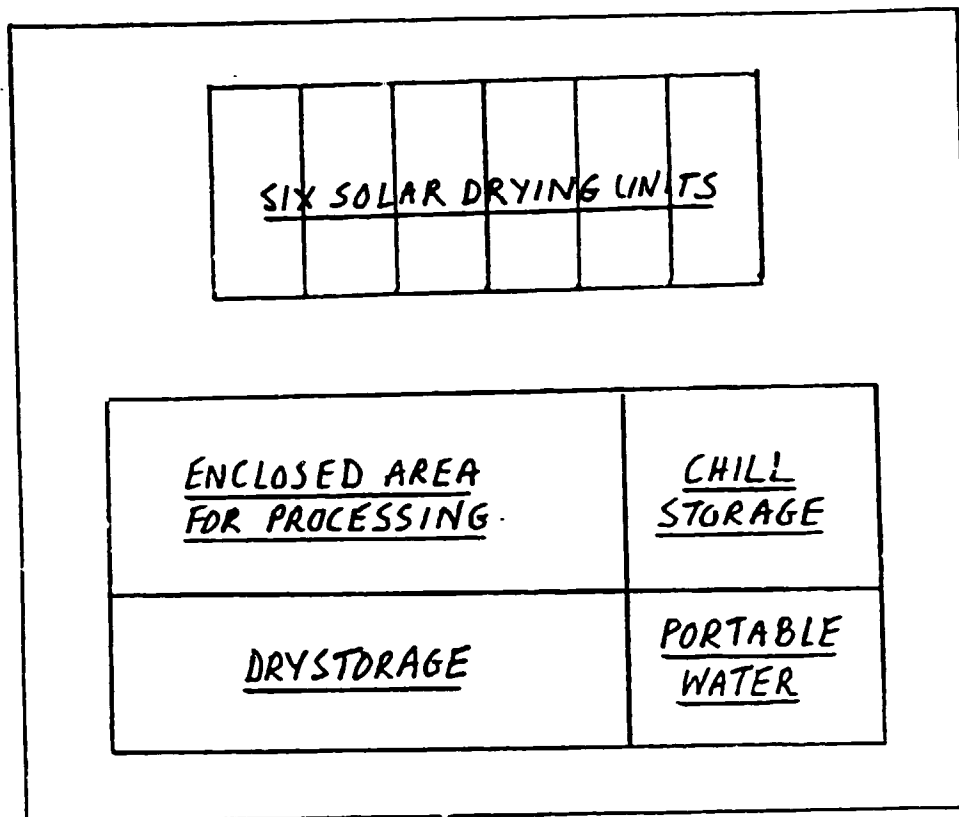 SIX SOLAR DRYING UNITS
ENCLOSED AREA
FOR PROCESSING.
CHILL
STORAGE
DRYSTORAGE
PORTABLE
WATER